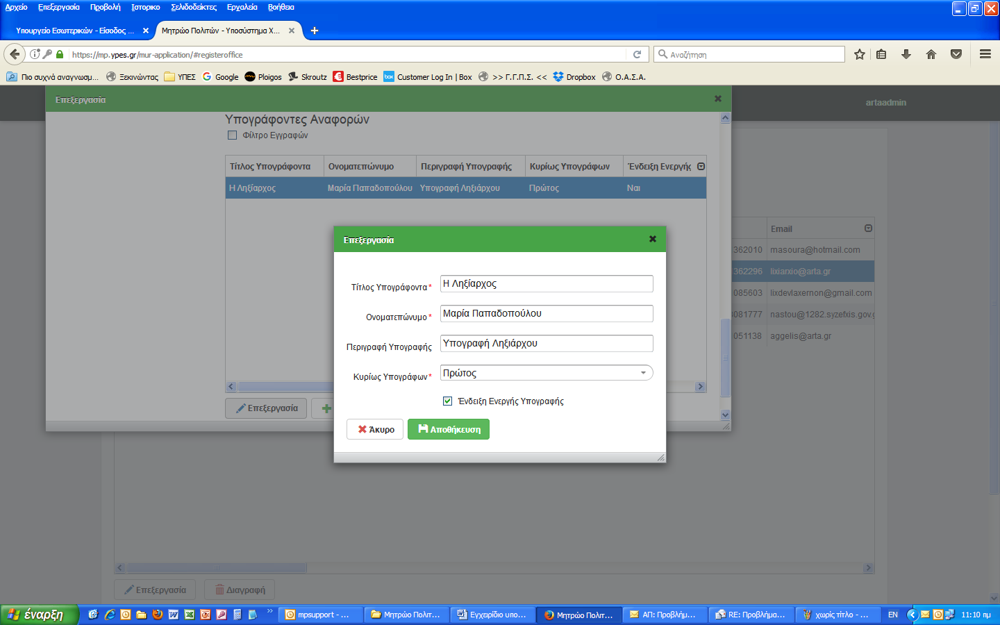 Αρχείο Επεξεργασία Προβολή Ιστορικο Σελιδοδείκτες Εργαλεία Βοήθεια
Υπουργείο Εσωτερικών - Είσοδος ... Μητρώο Πολιτών - Υποσύστημα Χ...
https://mp.ypes.gr/mur-application/#registeroffice Αναζήτηση
Πιο συχνά αναγνωσμ... Ξεκινώντας ΥΠΕΣ Google Ploigos Skroutz Bestprice Customer Log In | Box >> Γ.Γ.Π.Σ. << Dropbox Ο.Α.Σ.Α.
Επεξεργασία artaadmin
Υπογράφοντες Αναφορών
Φίλτρο Εγγραφών
Τίτλος Υπογράφοντα Ονοματεπώνυμο Περιγραφή Υπογραφής Κυρίως Υπογράφων Ένδειξη Ενεργής
Η Ληξίαρχος Μαρία Παπαδοπούλου Υπογραφή Ληξιάρχου Πρώτος Ναι
Email
362010 masoura@hotmail.com
362296 lixiarxio@arta.gr
085603 lixdevlaxernon@gmail.com
081777 nastou@1282.syzefxis.gov.g
051138 aggelis@arta.gr
Επεξεργασία
Τίτλος Υπογράφοντα* Η Ληξίαρχος
Ονοματεπώνυμο* Μαρία Παπαδοπούλου
Περιγραφή Υπογραφής Υπογραφή Ληξιάρχου
Κυρίως Υπογράφων* Πρώτος
Ένδειξη Ενεργής Υπογραφής
Άκυρο Αποθήκευση
Επεξεργασία
Επεξεργασία Διαγραφή
έναρξη mpsupport - ... Μητρώο Πολιτ... Εγχειρίδιο υπο... Μητρώο Πολιτ... ΑΠ: Προβλήμ... RE: Προβλήμα... χωρίς τίτλο - ... EN 11:10 πμ